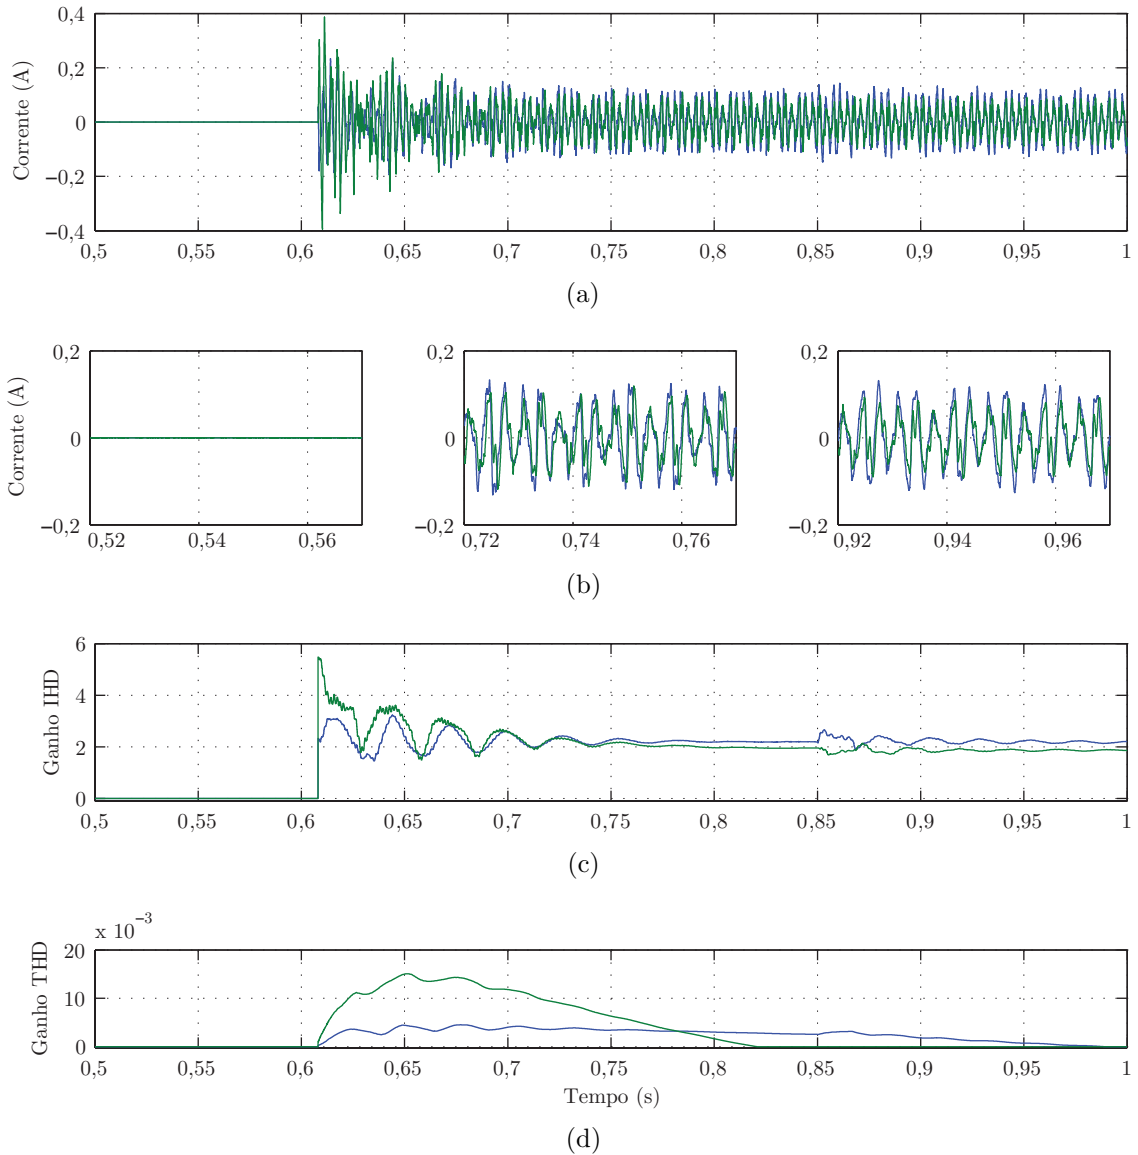 0,4
0,2
0
−0,2
−0,4
Corrente (A)
0,5 0,55 0,6 0,65 0,7 0,75 0,8 0,85 0,9 0,95 1
(a)
0,2 0,2 0,2
0 0 0
−0,2 −0,2 −0,2
Corrente (A)
0,52 0,54 0,56 0,72 0,74 0,76 0,92 0,94 0,96
(b)
6
4
2
0
Ganho IHD
0,5 0,55 0,6 0,65 0,7 0,75 0,8 0,85 0,9 0,95 1
(c)
x 10−3
20
10
0
Ganho THD
0,5 0,55 0,6 0,65 0,7 0,75 0,8 0,85 0,9 0,95 1
Tempo (s)
(d)